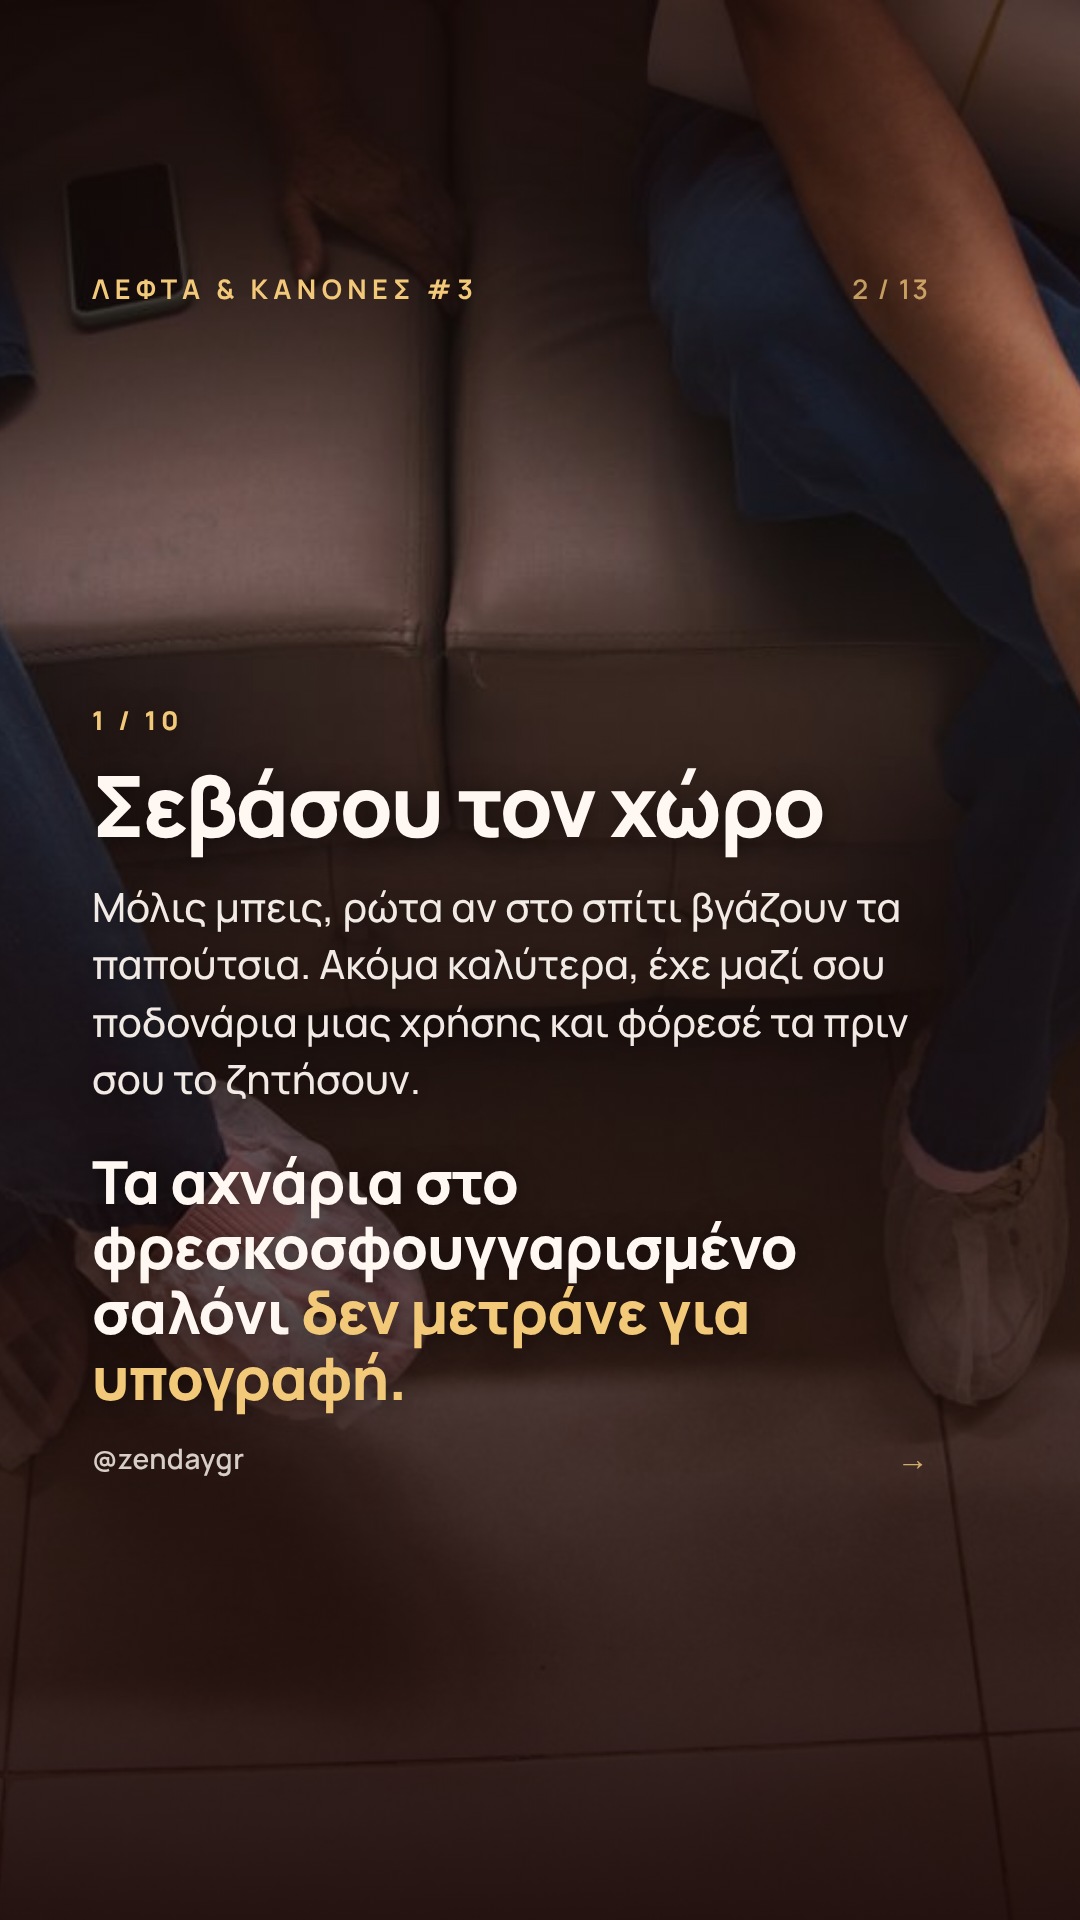 ΛΕΦΤΑ & ΚΑΝΟΝΕΣ #3
2 / 13
1 / 10
Σεβάσου τον χώρο
Μόλις μπεις, ρώτα αν στο σπίτι βγάζουν τα
παπούτσια. Ακόμα καλύτερα, έχε μαζί σου
ποδονάρια μιας χρήσης και φόρεσέ τα πριν
σου το ζητήσουν.
Τα αχνάρια στο
φρεσκοσφουγγαρισμένο
σαλόνι δεν μετράνε για
υπογραφή.
@zendaygr
→